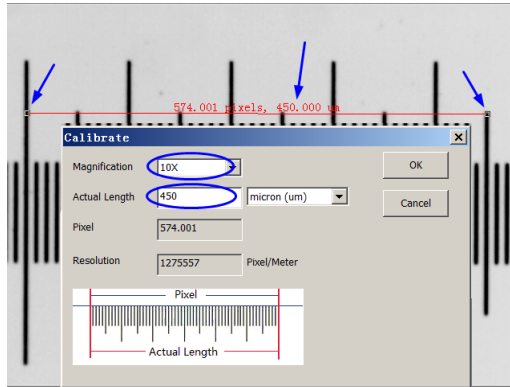 574.001 pixels, 450.000 um
Calibrate
Magnification 10X OK
Actual Length 450 micron (um) Cancel
Pixel 574.001
Resolution 1275557 Pixel/Meter
Pixel
Actual Length